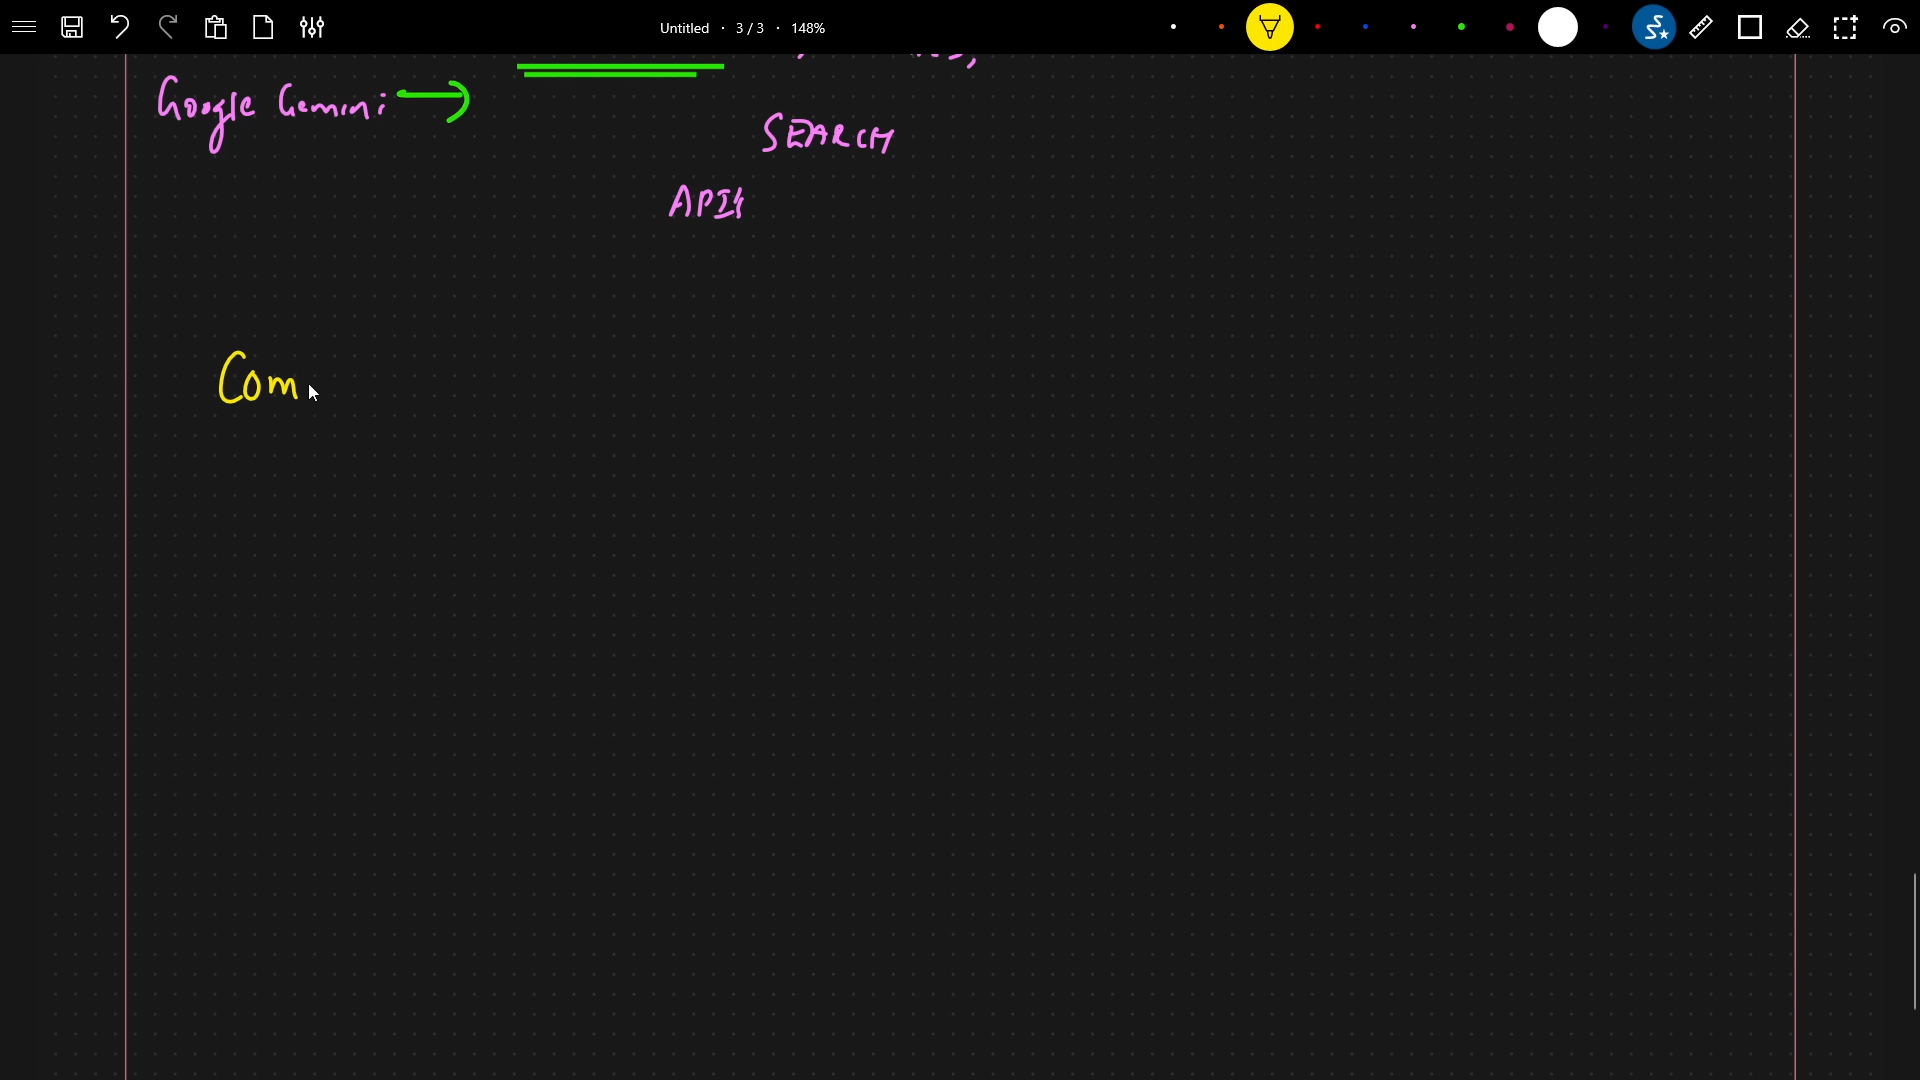 Untitled · 3 / 3 · 148%
Google Gemini
SEARCH
APIs
Com